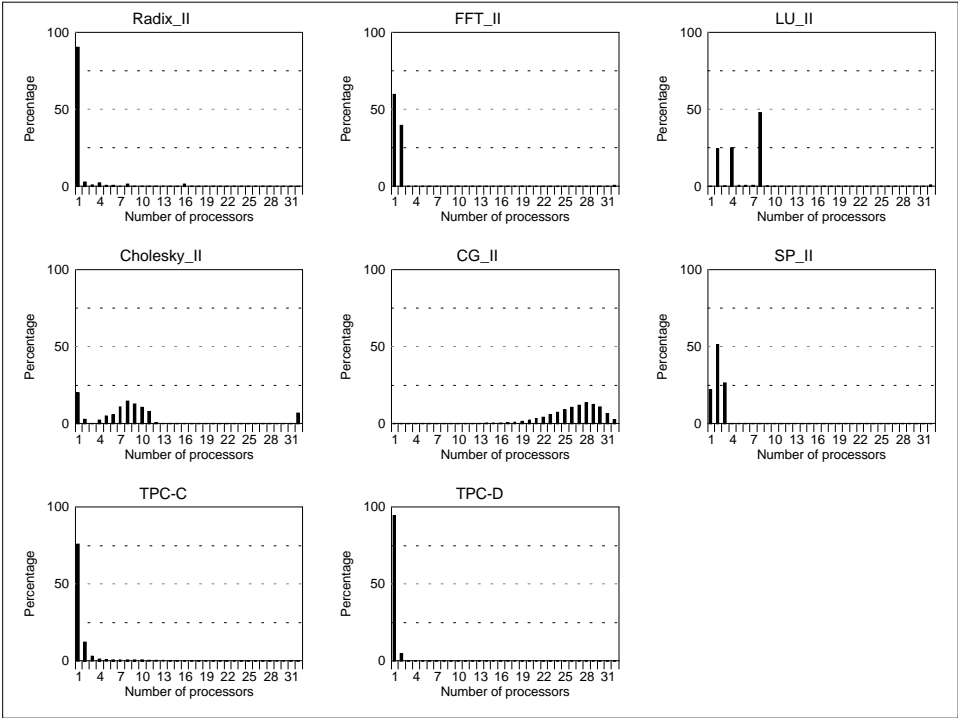 Radix_II
100
50
0
Percentage
1 4 7 10 13 16 19 22 25 28 31
Number of processors
FFT_II
100
50
0
Percentage
1 4 7 10 13 16 19 22 25 28 31
Number of processors
LU_II
100
50
0
Percentage
1 4 7 10 13 16 19 22 25 28 31
Number of processors
Cholesky_II
100
50
0
Percentage
1 4 7 10 13 16 19 22 25 28 31
Number of processors
CG_II
100
50
0
Percentage
1 4 7 10 13 16 19 22 25 28 31
Number of processors
SP_II
100
50
0
Percentage
1 4 7 10 13 16 19 22 25 28 31
Number of processors
TPC-C
100
50
0
Percentage
1 4 7 10 13 16 19 22 25 28 31
Number of processors
TPC-D
100
50
0
Percentage
1 4 7 10 13 16 19 22 25 28 31
Number of processors